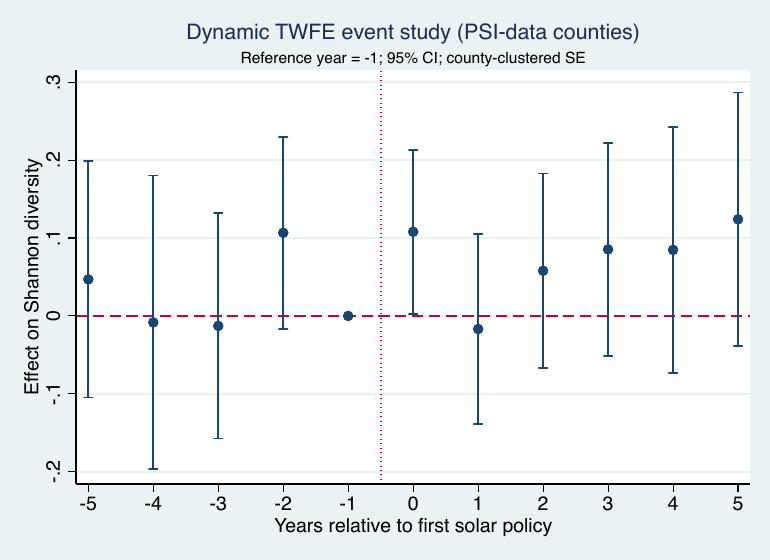 Dynamic TWFE event study (PSI-data counties)
Reference year = -1; 95% CI; county-clustered SE
Effect on Shannon diversity
.3
.2
.1
0
-.1
-.2
-5 -4 -3 -2 -1 0 1 2 3 4 5
Years relative to first solar policy